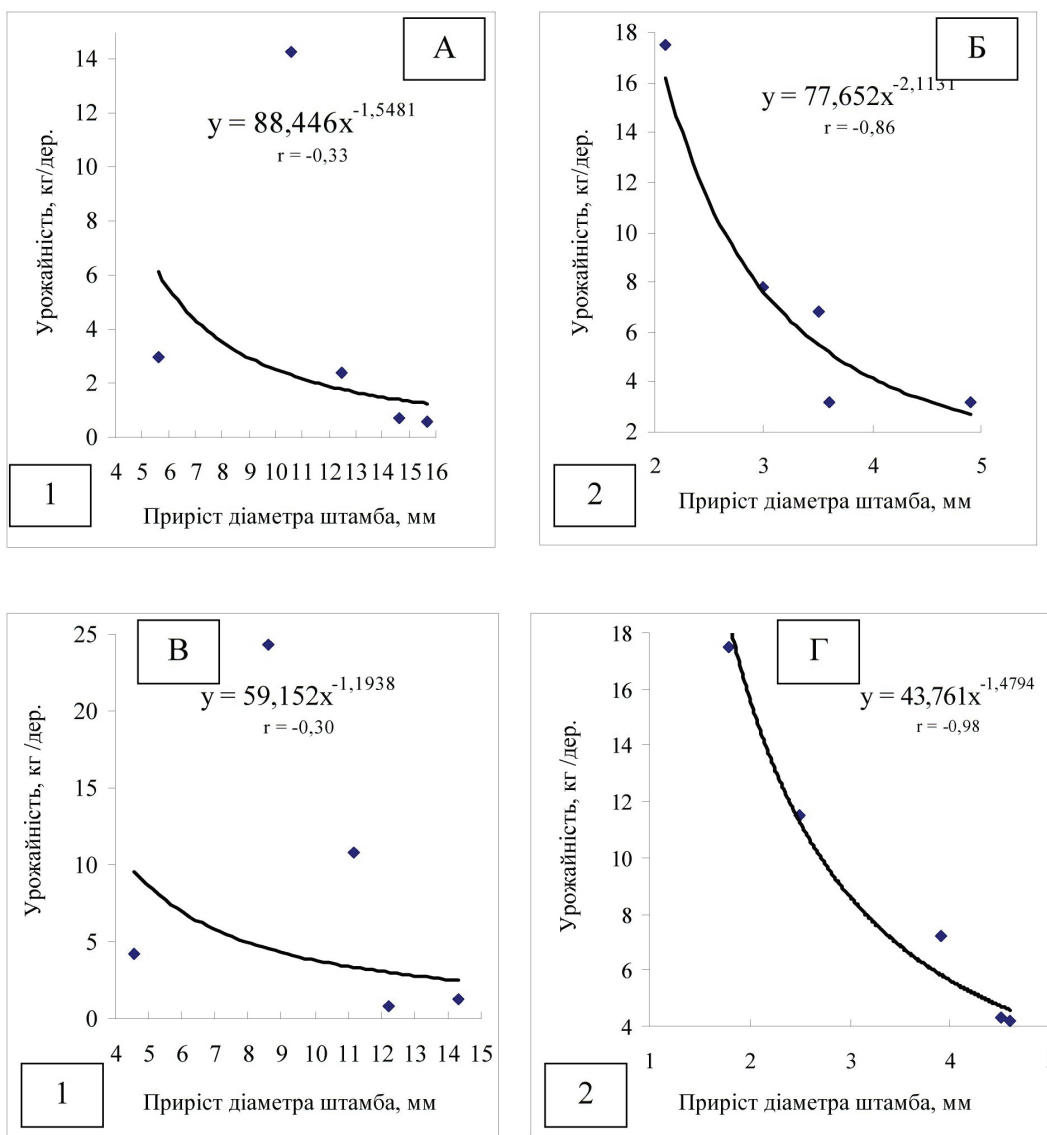 А
14
12
10
8
6
4
2
0
Урожайність, кг/дер.
y = 88,446x-1,5481
r = -0,33
4 5 6 7 8 9 10 11 12 13 14 15 16
Приріст діаметра штамба, мм
1
Б
18
16
14
12
10
8
6
4
2
Урожайність, кг/дер.
y = 77,652x-2,1131
r = -0,86
2 3 4 5
Приріст діаметра штамба, мм
2
В
25
20
15
10
5
0
Урожайність, кг /дер.
y = 59,152x-1,1938
r = -0,30
4 5 6 7 8 9 10 11 12 13 14 15
Приріст діаметра штамба, мм
1
Г
18
16
14
12
10
8
6
4
Урожайність, кг /дер.
y = 43,761x-1,4794
r = -0,98
1 2 3 4
Приріст діаметра штамба, мм
2